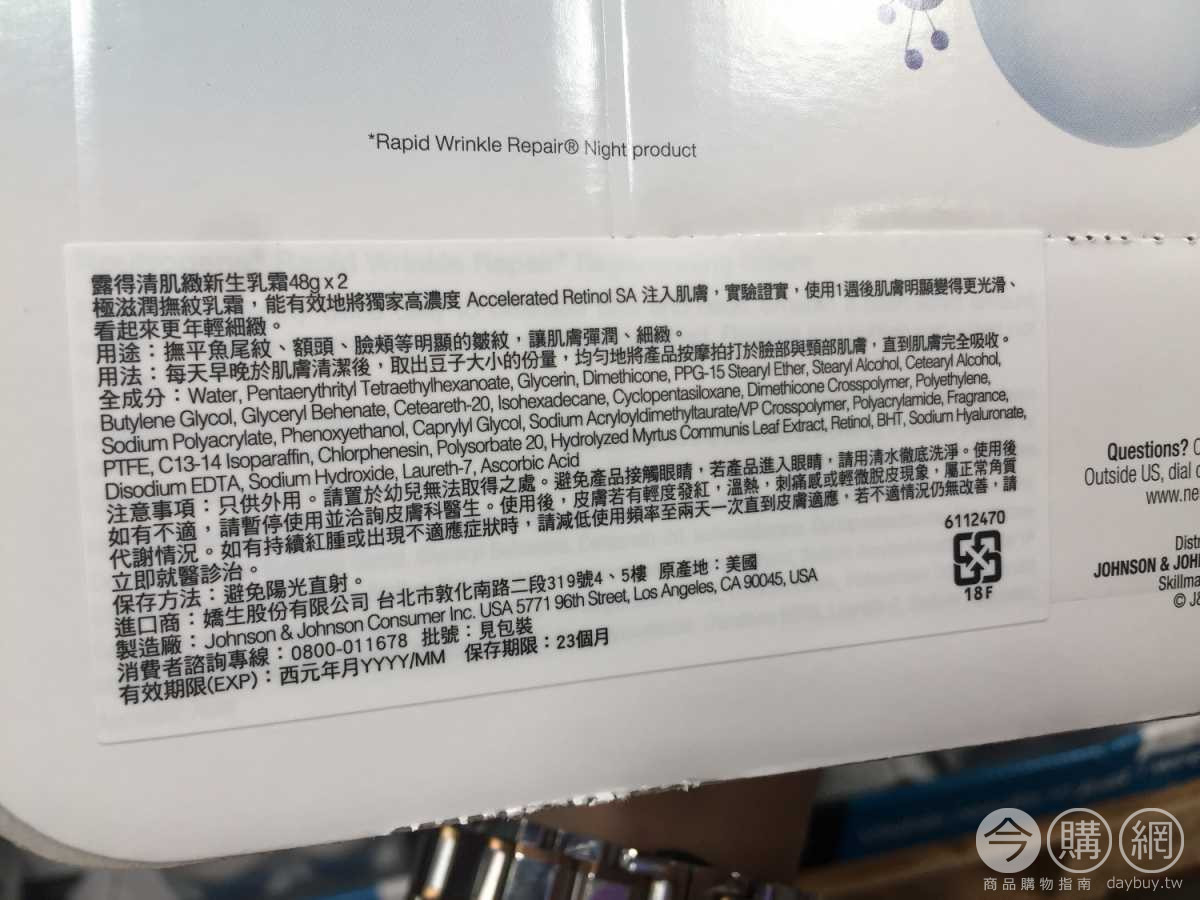 *Rapid Wrinkle Repair® Night product
露得清肌緻新生乳霜48g x 2
極滋潤撫紋乳霜，能有效地將獨家高濃度 Accelerated Retinol SA 注入肌膚，實驗證實，使用1週後肌膚明顯變得更光滑、
看起來更年輕細緻。
用途：撫平魚尾紋、額頭、臉頰等明顯的皺紋，讓肌膚彈潤、細緻。
用法：每天早晚於肌膚清潔後，取出豆子大小的份量，均勻地將產品按摩拍打於臉部與頸部肌膚，直到肌膚完全吸收。
全成分：Water, Pentaerythrityl Tetraethylhexanoate, Glycerin, Dimethicone, PPG-15 Stearyl Ether, Stearyl Alcohol, Cetearyl Alcohol,
Butylene Glycol, Glyceryl Behenate, Ceteareth-20, Isohexadecane, Cyclopentasiloxane, Dimethicone Crosspolymer, Polyethylene,
Sodium Polyacrylate, Phenoxyethanol, Caprylyl Glycol, Sodium Acryloyldimethyltaurate/VP Crosspolymer, Polyacrylamide, Fragrance,
PTFE, C13-14 Isoparaffin, Chlorphenesin, Polysorbate 20, Hydrolyzed Myrtus Communis Leaf Extract, Retinol, BHT, Sodium Hyaluronate,
Disodium EDTA, Sodium Hydroxide, Laureth-7, Ascorbic Acid
注意事項：只供外用。請置於幼兒無法取得之處。避免產品接觸眼睛，若產品進入眼睛，請用清水徹底洗淨。使用後
如有不適，請暫停使用並洽詢皮膚科醫生。使用後，皮膚若有輕度發紅，溫熱，刺痛感或輕微脫皮現象，屬正常角質
代謝情況。如有持續紅腫或出現不適應症狀時，請減低使用頻率至兩天一次直到皮膚適應，若不適情況仍無改善，請
立即就醫診治。
保存方法：避免陽光直射。
進口商：嬌生股份有限公司 台北市敦化南路二段319號4、5樓 原產地：美國
製造廠：Johnson & Johnson Consumer Inc. USA 5771 96th Street, Los Angeles, CA 90045, USA
消費者諮詢專線：0800-011678 批號：見包裝
有效期限(EXP)：西元年月YYYY/MM 保存期限：23個月
6112470
18F
Questions? C
Outside US, dial c
www.ne
Distr
JOHNSON & JOH
Skillma
© J&
今購網
商品購物指南 daybuy.tw